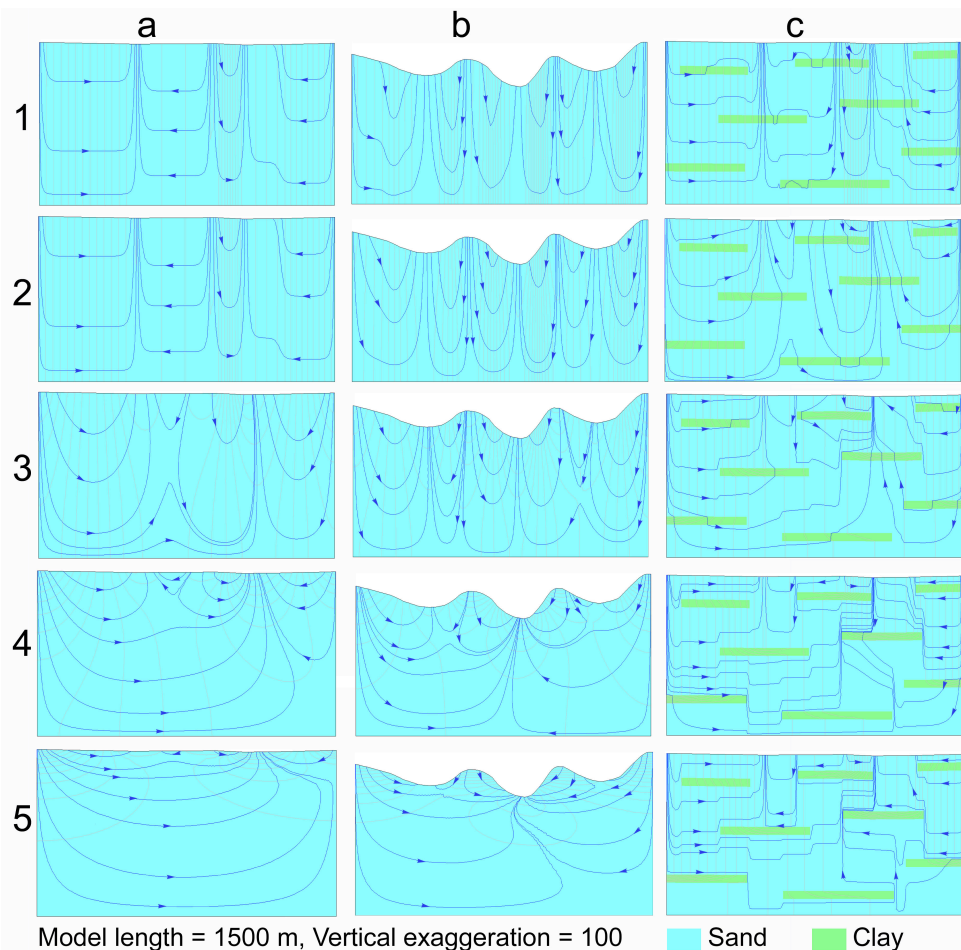 a b c
1
2
3
4
5
Model length = 1500 m, Vertical exaggeration = 100 Sand Clay